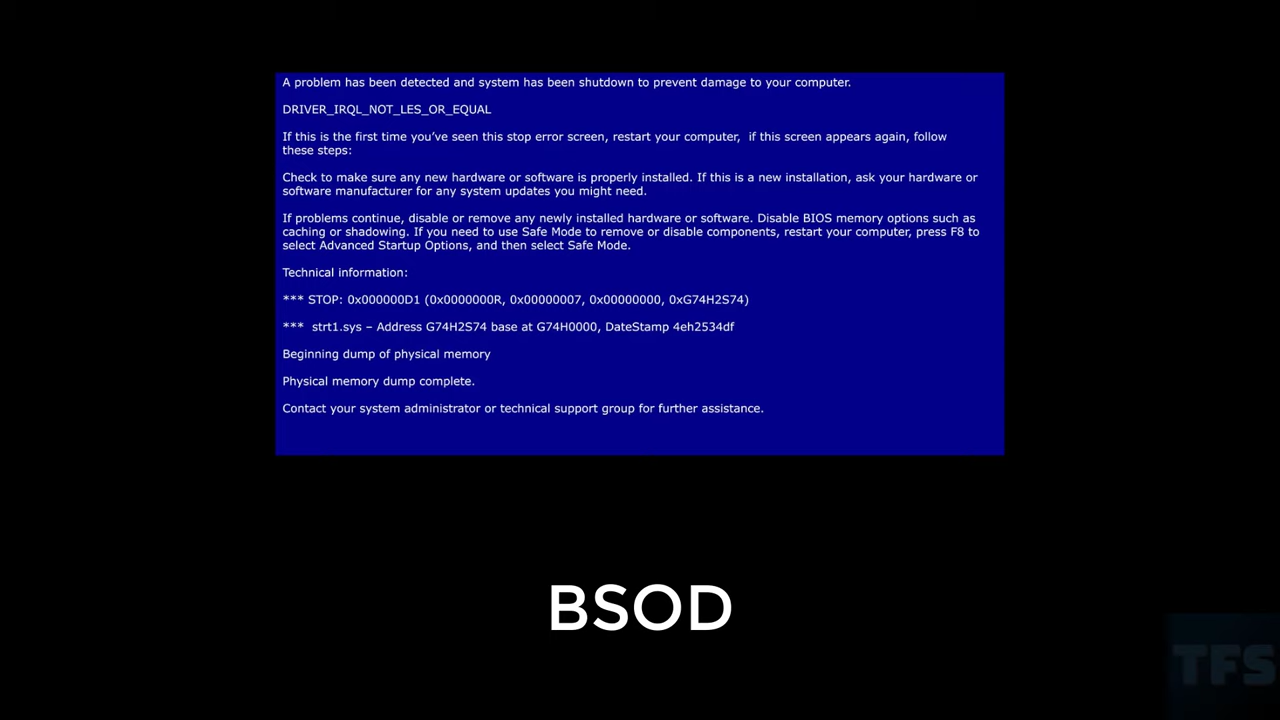 A problem has been detected and system has been shutdown to prevent damage to your computer.
DRIVER_IRQL_NOT_LES_OR_EQUAL
If this is the first time you’ve seen this stop error screen, restart your computer,  if this screen appears again, follow
these steps:
Check to make sure any new hardware or software is properly installed. If this is a new installation, ask your hardware or
software manufacturer for any system updates you might need.
If problems continue, disable or remove any newly installed hardware or software. Disable BIOS memory options such as
caching or shadowing. If you need to use Safe Mode to remove or disable components, restart your computer, press F8 to
select Advanced Startup Options, and then select Safe Mode.
Technical information:
*** STOP: 0x000000D1 (0x0000000R, 0x00000007, 0x00000000, 0xG74H2S74)
***  strt1.sys – Address G74H2S74 base at G74H0000, DateStamp 4eh2534df
Beginning dump of physical memory
Physical memory dump complete.
Contact your system administrator or technical support group for further assistance.
BSOD
TFS